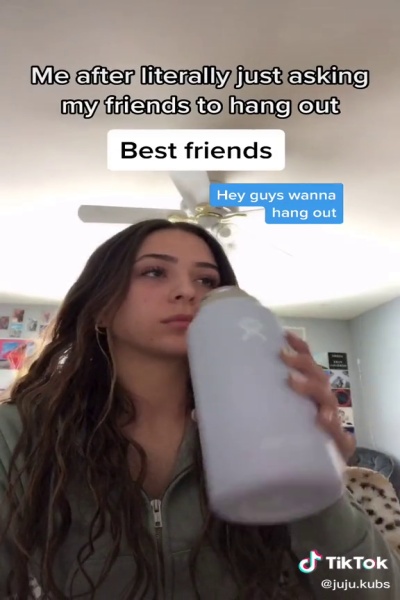 Me after literally just asking
my friends to hang out
Best friends
Hey guys wanna
hang out
TikTok
@juju.kubs